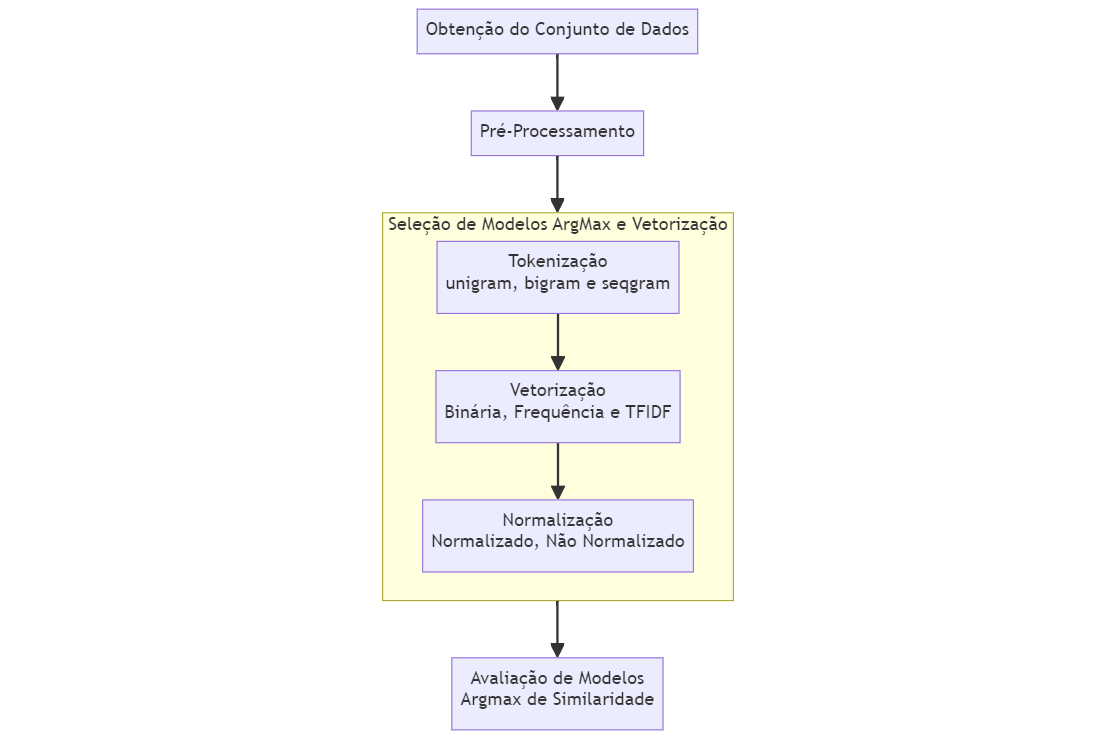 Obtenção do Conjunto de Dados
Pré-Processamento
Seleção de Modelos ArgMax e Vetorização
Tokenização
unigram, bigram e seqgram
Vetorização
Binária, Frequência e TFIDF
Normalização
Normalizado, Não Normalizado
Avaliação de Modelos
Argmax de Similaridade